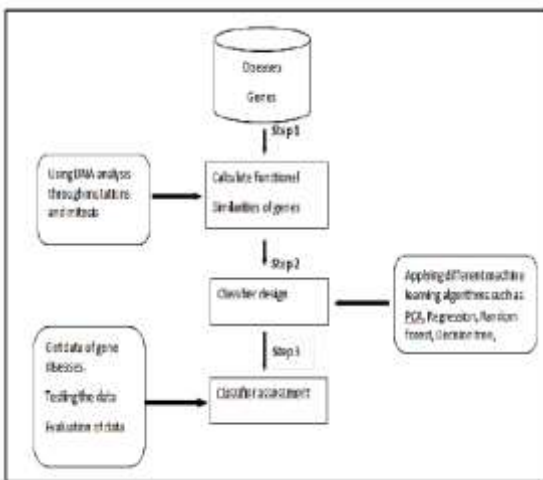 Diseases
Genes
Step 1
Using DNA analysis
through mutations
and mitosis
Calculate functional
Similarities of genes
Step 2
Classifier design
Applying different machine
learning algorithms such as
PCA, Regression, Random
forest, Decision tree,
Step 3
Get data of gene
diseases.
Testing the data
Evaluation of data
Classifier assessment